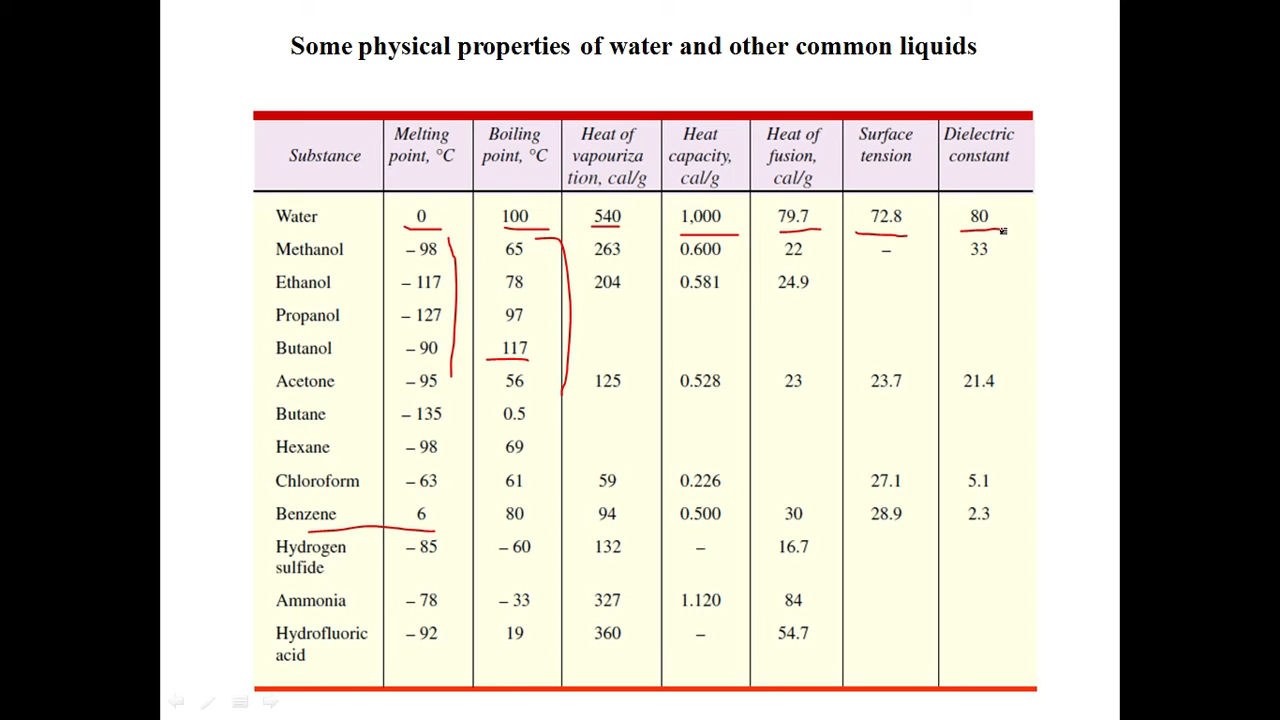 Some physical properties of water and other common liquids
Substance Melting point, °C Boiling point, °C Heat of vapouriza tion, cal/g Heat capacity, cal/g Heat of fusion, cal/g Surface tension Dielectric constant
Water 0 100 540 1,000 79.7 72.8 80
Methanol – 98 65 263 0.600 22 – 33
Ethanol – 117 78 204 0.581 24.9
Propanol – 127 97
Butanol – 90 117
Acetone – 95 56 125 0.528 23 23.7 21.4
Butane – 135 0.5
Hexane – 98 69
Chloroform – 63 61 59 0.226 27.1 5.1
Benzene 6 80 94 0.500 30 28.9 2.3
Hydrogen sulfide – 85 – 60 132 – 16.7
Ammonia – 78 – 33 327 1.120 84
Hydrofluoric acid – 92 19 360 – 54.7